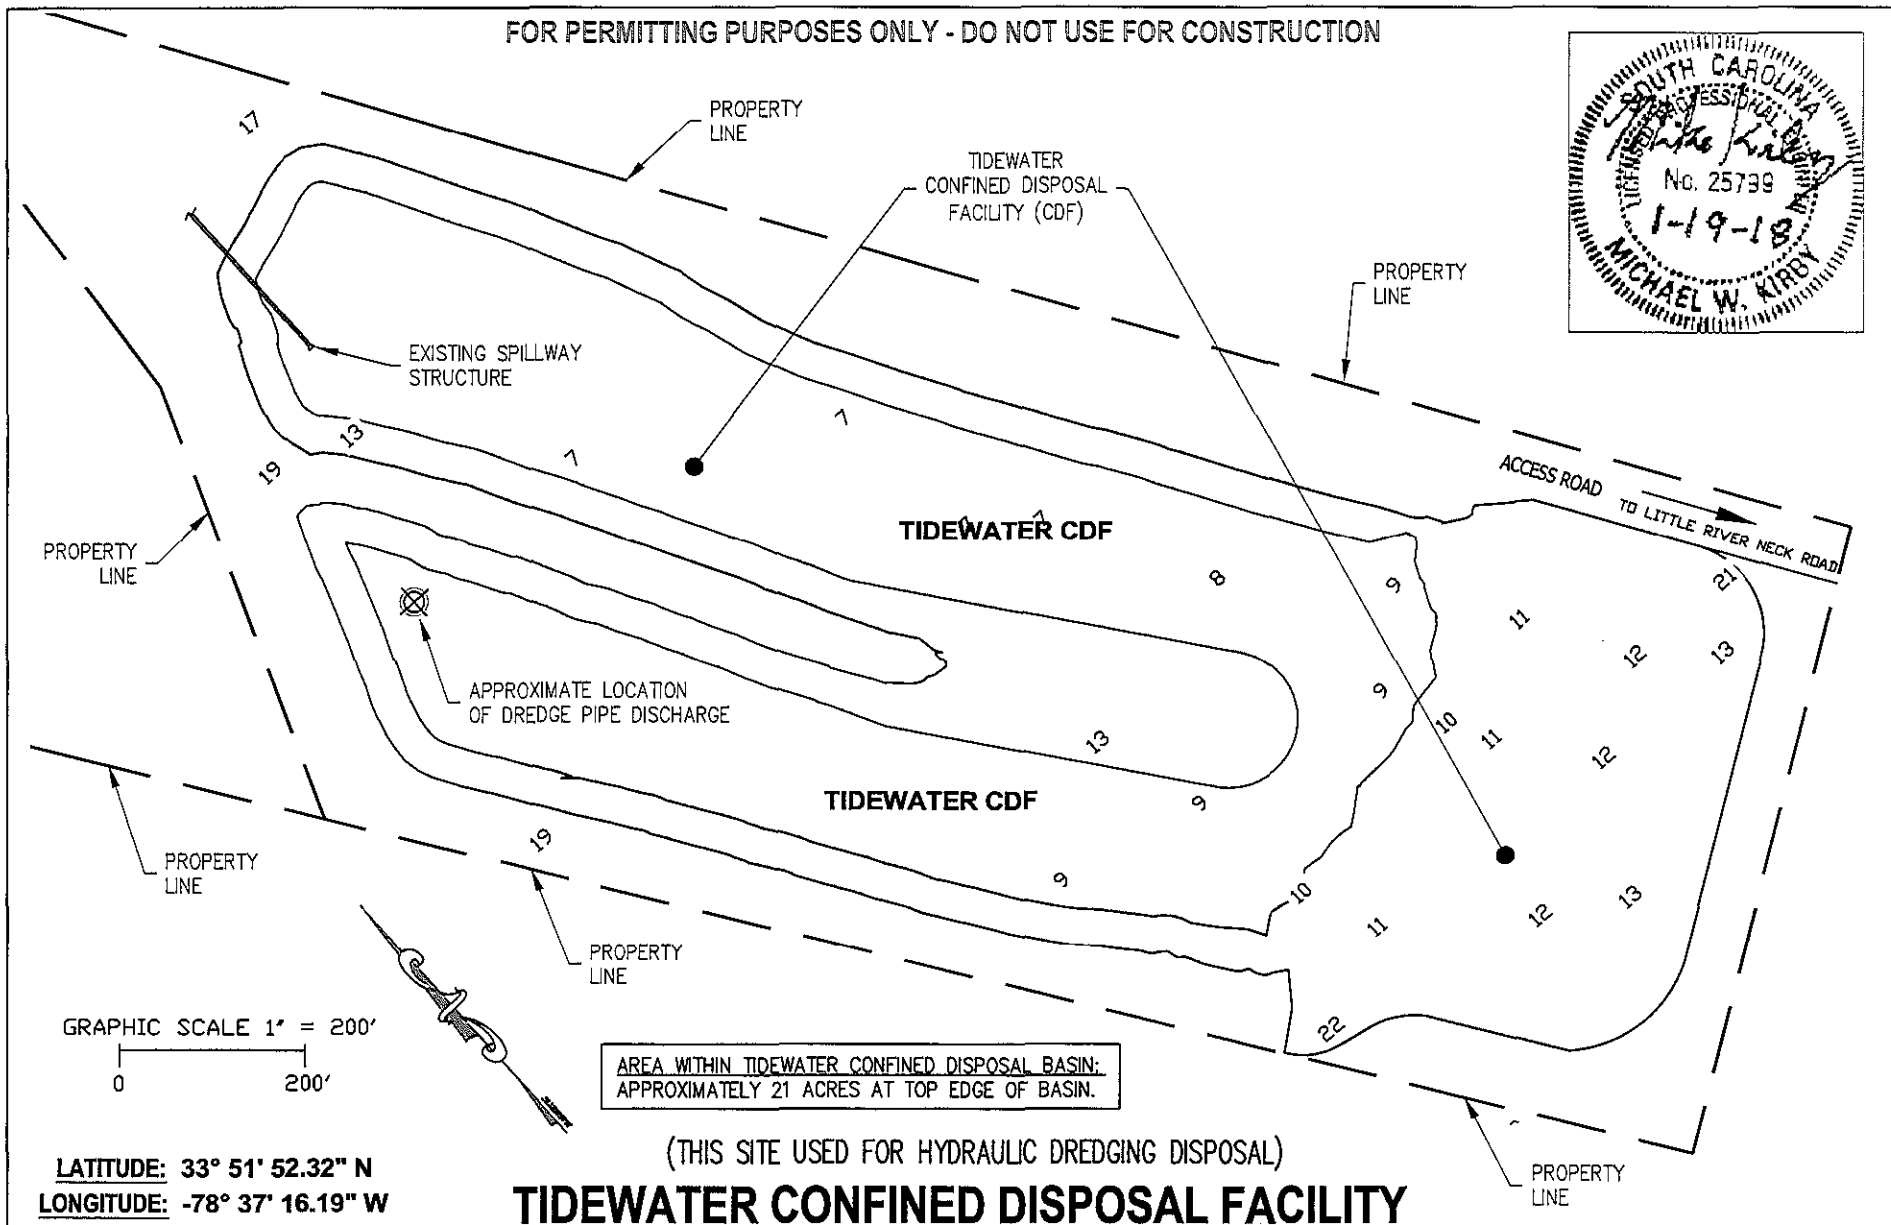 FOR PERMITTING PURPOSES ONLY - DO NOT USE FOR CONSTRUCTION
SOUTH CAROLINA
No. 25739
1-19-18
MICHAEL W. KIRBY
17
PROPERTY
LINE
TIDEWATER
CONFINED DISPOSAL
FACILITY (CDF)
PROPERTY
LINE
EXISTING SPILLWAY
STRUCTURE
13
19
7
7
7
ACCESS ROAD
TO LITTLE RIVER NECK ROAD
TIDEWATER CDF
PROPERTY
LINE
8
9
21
11
12
13
APPROXIMATE LOCATION
OF DREDGE PIPE DISCHARGE
9
10
11
12
13
TIDEWATER CDF
9
19
9
10
11
12
13
PROPERTY
LINE
PROPERTY
LINE
22
GRAPHIC SCALE 1" = 200'
0
200'
AREA WITHIN TIDEWATER CONFINED DISPOSAL BASIN:
APPROXIMATELY 21 ACRES AT TOP EDGE OF BASIN.
(THIS SITE USED FOR HYDRAULIC DREDGING DISPOSAL)
PROPERTY
LINE
LATITUDE: 33° 51' 52.32" N
LONGITUDE: -78° 37' 16.19" W
TIDEWATER CONFINED DISPOSAL FACILITY